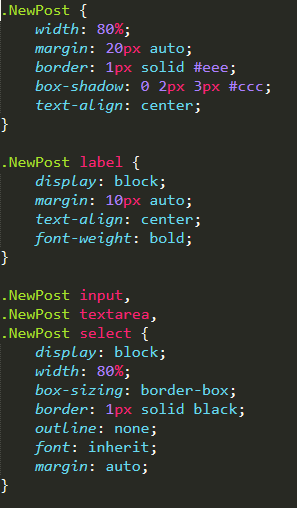 .NewPost {
    width: 80%;
    margin: 20px auto;
    border: 1px solid #eee;
    box-shadow: 0 2px 3px #ccc;
    text-align: center;
}

.NewPost label {
    display: block;
    margin: 10px auto;
    text-align: center;
    font-weight: bold;
}

.NewPost input,
.NewPost textarea,
.NewPost select {
    display: block;
    width: 80%;
    box-sizing: border-box;
    border: 1px solid black;
    outline: none;
    font: inherit;
    margin: auto;
}